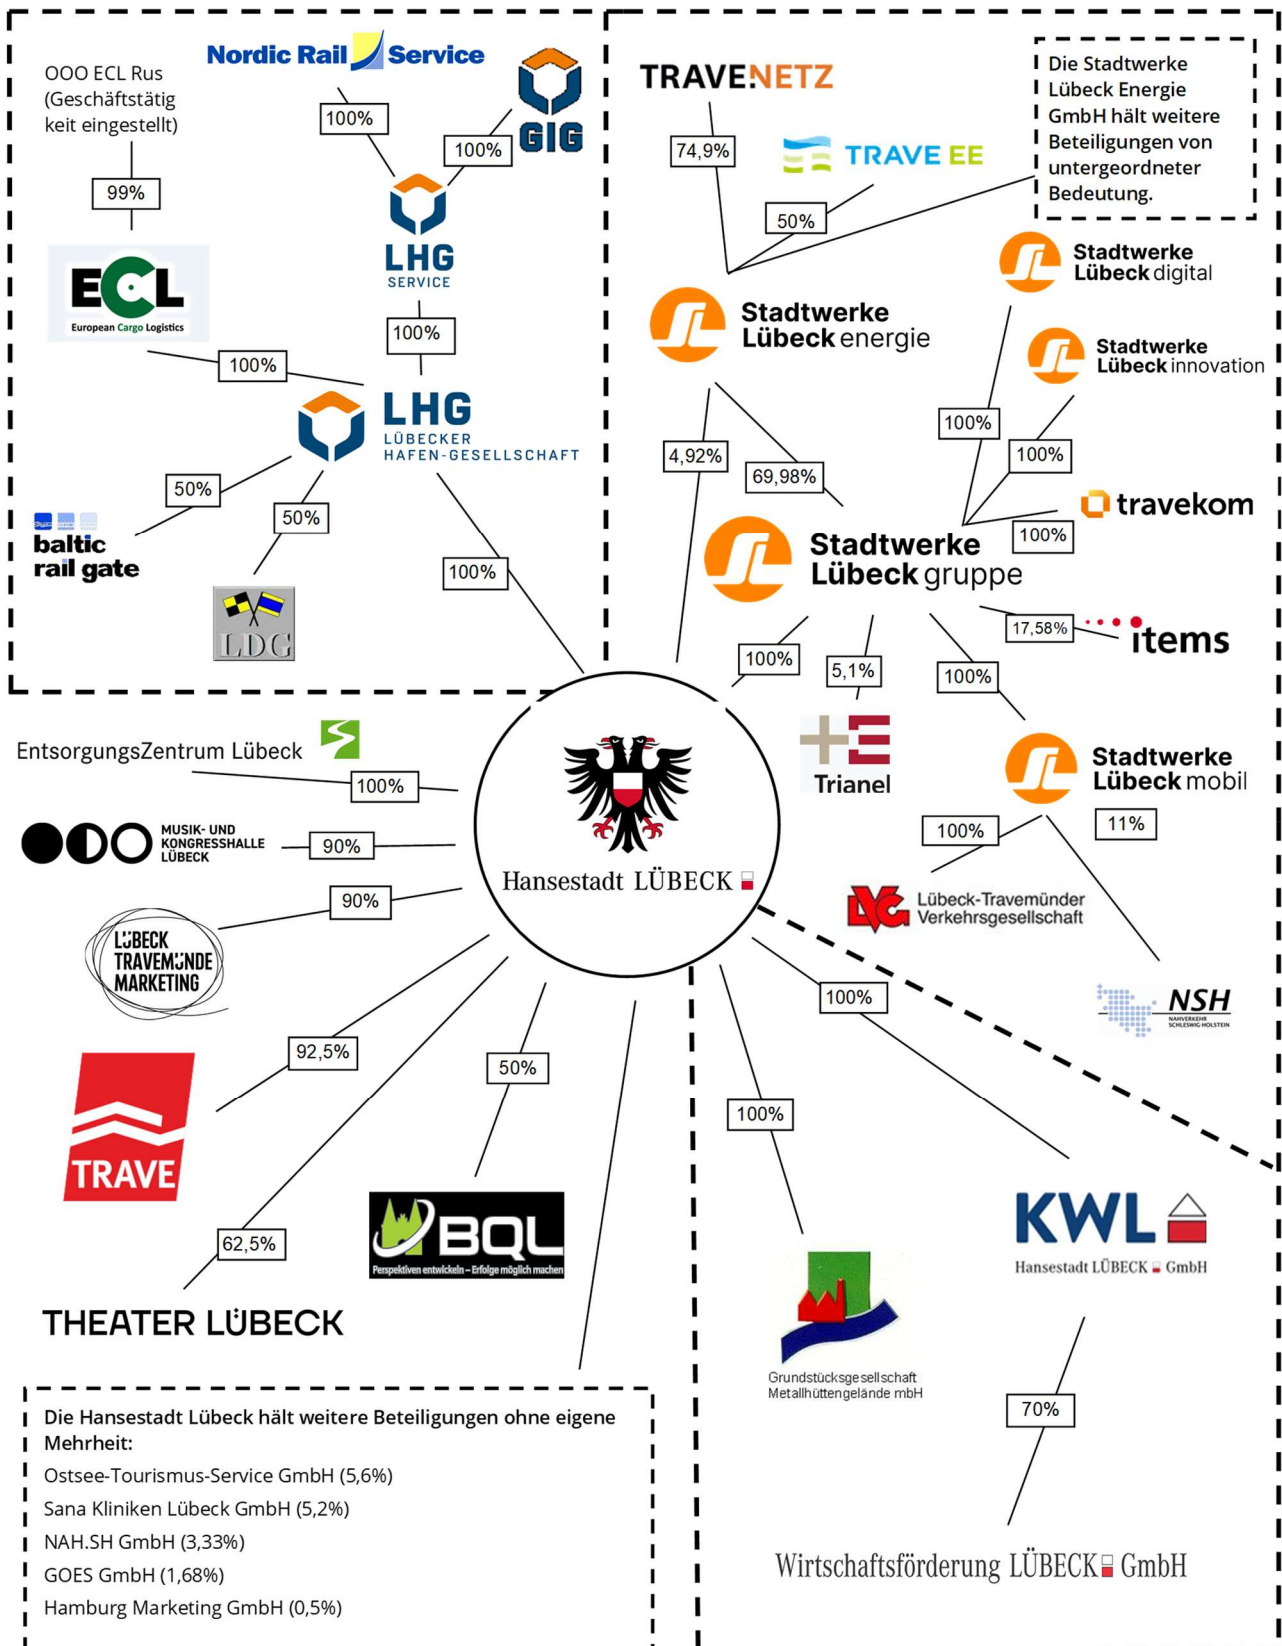 OOO ECL Rus
(Geschäftstätig
keit eingestellt)
99%
ECL
European Cargo Logistics
100%
Nordic Rail Service
100%
GIG
100%
LHG
SERVICE
100%
LHG
LÜBECKER
HAFEN-GESELLSCHAFT
50%
baltic
rail gate
50%
LDG
100%
TRAVENETZ
74,9%
TRAVE EE
50%
Die Stadtwerke
Lübeck Energie
GmbH hält weitere
Beteiligungen von
untergeordneter
Bedeutung.
Stadtwerke
Lübeck energie
Stadtwerke
Lübeck digital
Stadtwerke
Lübeck innovation
4,92%
69,98%
100%
100%
travekom
100%
Stadtwerke
Lübeck gruppe
17,58%
items
100%
5,1%
100%
Trianel
Stadtwerke
Lübeck mobil
100%
11%
LVG
Lübeck-Travemünder
Verkehrsgesellschaft
NSH
NAHVERKEHR
SCHLESWIG-HOLSTEIN
EntsorgungsZentrum Lübeck
100%
MUSIK- UND
KONGRESSHALLE
LÜBECK
90%
LÜBECK
TRAVEMÜNDE
MARKETING
90%
Hansestadt LÜBECK
TRAVE
92,5%
THEATER LÜBECK
62,5%
50%
BQL
Perspektiven entwickeln – Erfolge möglich machen
100%
Grundstücksgesellschaft
Metallhüttengelände mbH
100%
KWL
Hansestadt LÜBECK GmbH
70%
Wirtschaftsförderung LÜBECK GmbH
Die Hansestadt Lübeck hält weitere Beteiligungen ohne eigene
Mehrheit:
Ostsee-Tourismus-Service GmbH (5,6%)
Sana Kliniken Lübeck GmbH (5,2%)
NAH.SH GmbH (3,33%)
GOES GmbH (1,68%)
Hamburg Marketing GmbH (0,5%)